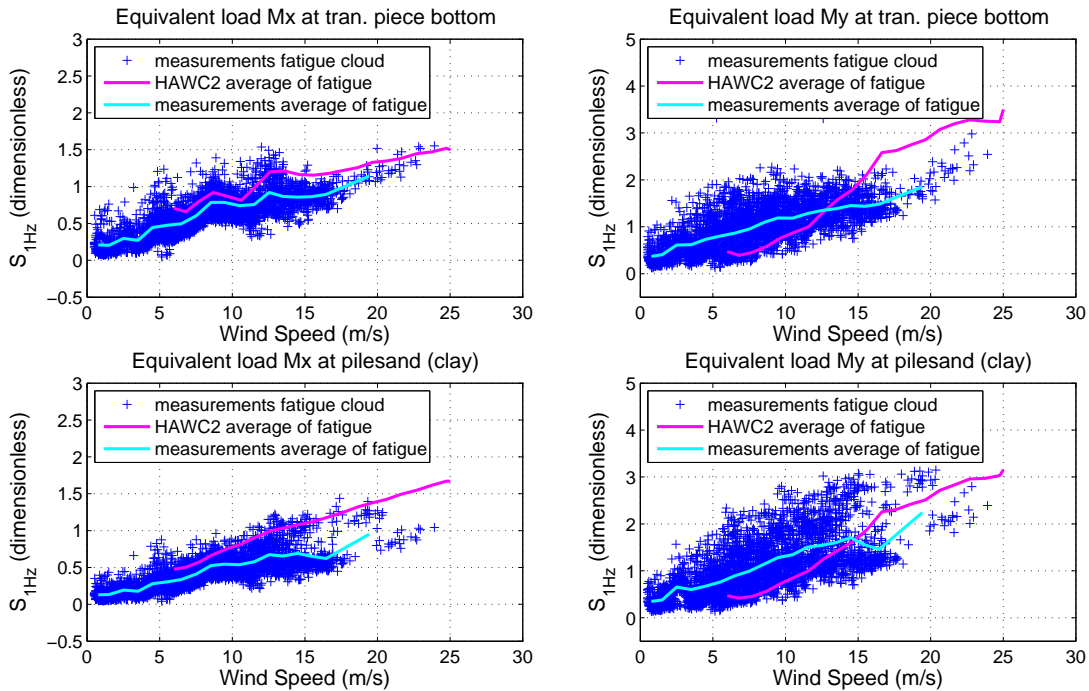 Equivalent load Mx at tran. piece bottom
3
2.5
2
1.5
1
0.5
0
−0.5
S1Hz (dimensionless)
measurements fatigue cloud
HAWC2 average of fatigue
measurements average of fatigue
0 5 10 15 20 25 30
Wind Speed (m/s)
Equivalent load My at tran. piece bottom
5
4
3
2
1
0
S1Hz (dimensionless)
measurements fatigue cloud
HAWC2 average of fatigue
measurements average of fatigue
0 5 10 15 20 25 30
Wind Speed (m/s)
Equivalent load Mx at pilesand (clay)
3
2.5
2
1.5
1
0.5
0
−0.5
S1Hz (dimensionless)
measurements fatigue cloud
HAWC2 average of fatigue
measurements average of fatigue
0 5 10 15 20 25 30
Wind Speed (m/s)
Equivalent load My at pilesand (clay)
5
4
3
2
1
0
S1Hz (dimensionless)
measurements fatigue cloud
HAWC2 average of fatigue
measurements average of fatigue
0 5 10 15 20 25 30
Wind Speed (m/s)